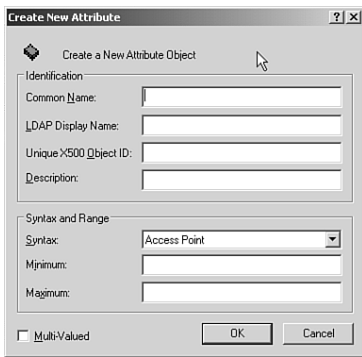 Create New Attribute
Create a New Attribute Object
Identification
Common Name:
LDAP Display Name:
Unique X500 Object ID:
Description:
Syntax and Range
Syntax: Access Point
Minimum:
Maximum:
Multi-Valued
OK Cancel